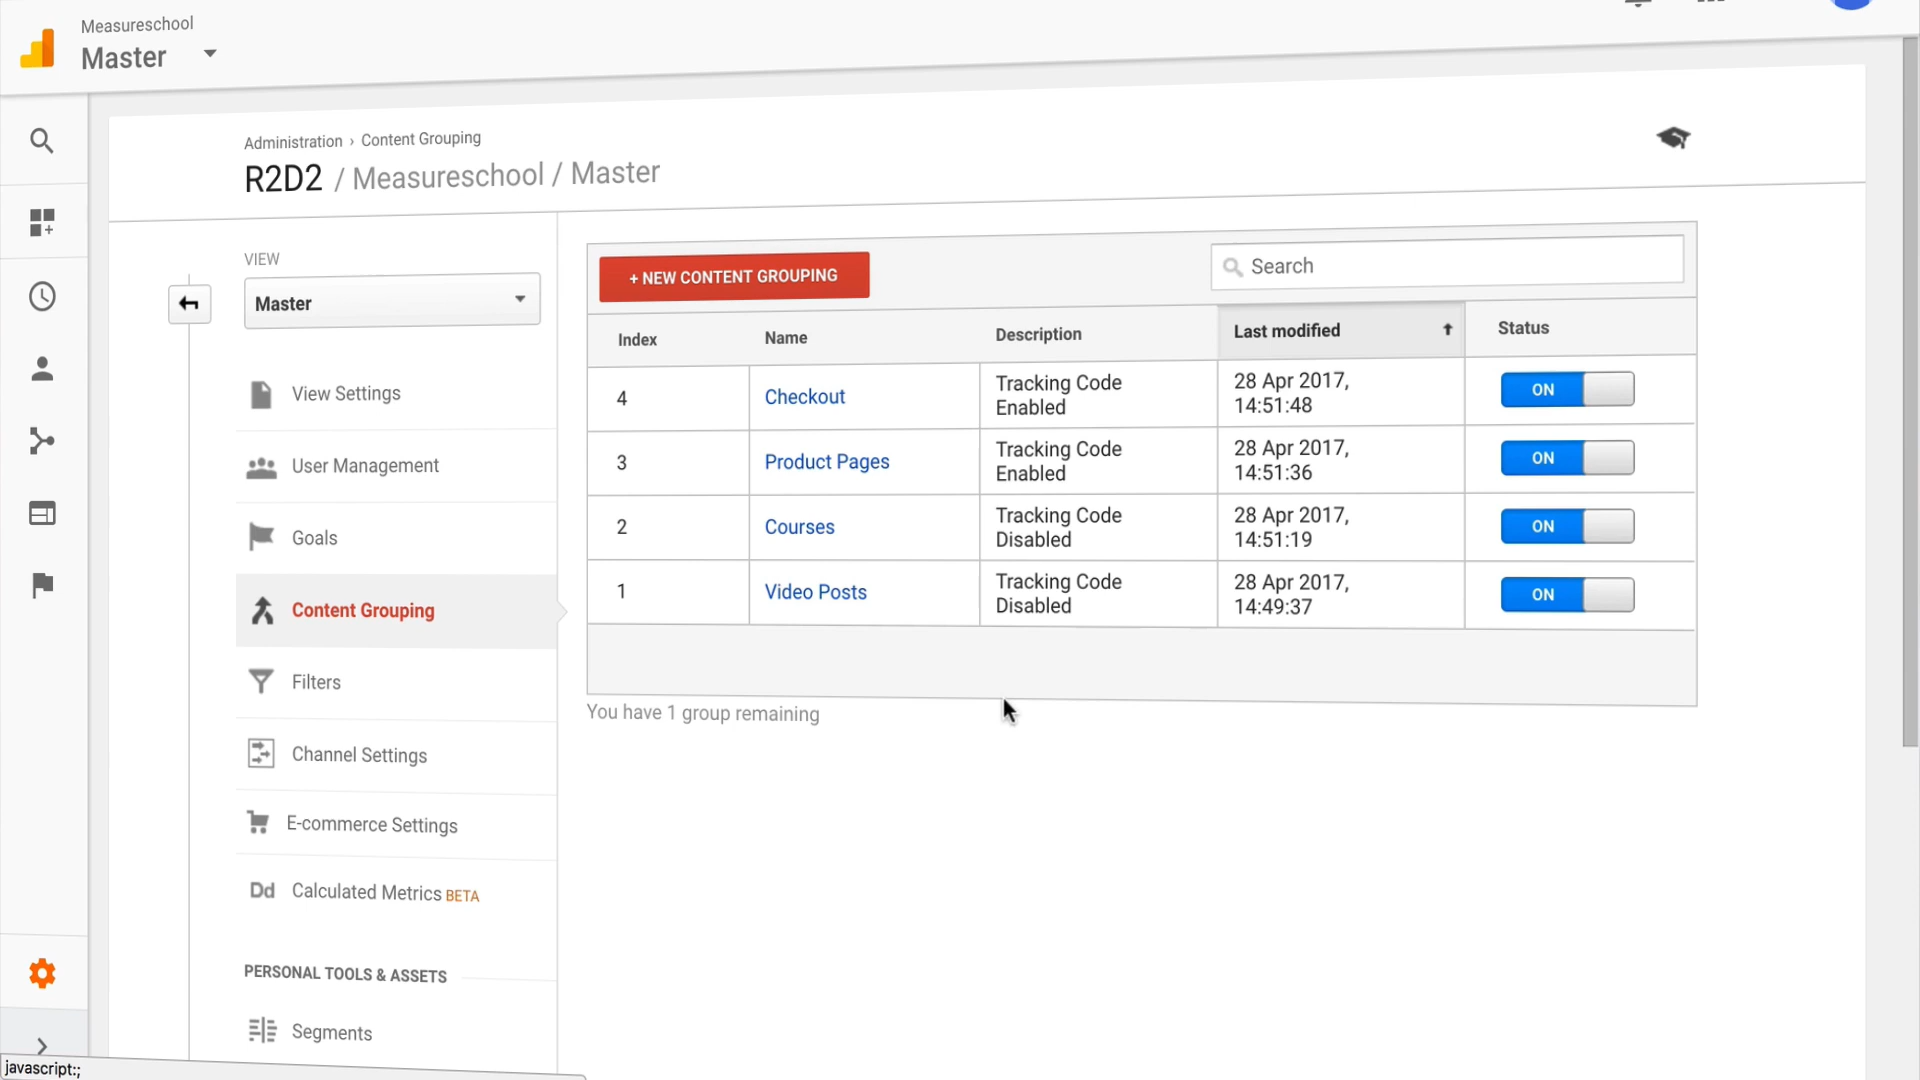 Measureschool
Master
Administration › Content Grouping
R2D2 / Measureschool / Master
VIEW
Master
View Settings
User Management
Goals
Content Grouping
Filters
Channel Settings
E-commerce Settings
Dd Calculated Metrics BETA
PERSONAL TOOLS & ASSETS
Segments
+ NEW CONTENT GROUPING
Search
Index Name Description Last modified Status
4 Checkout Tracking Code Enabled 28 Apr 2017, 14:51:48 ON
3 Product Pages Tracking Code Enabled 28 Apr 2017, 14:51:36 ON
2 Courses Tracking Code Disabled 28 Apr 2017, 14:51:19 ON
1 Video Posts Tracking Code Disabled 28 Apr 2017, 14:49:37 ON
You have 1 group remaining
javascript:;